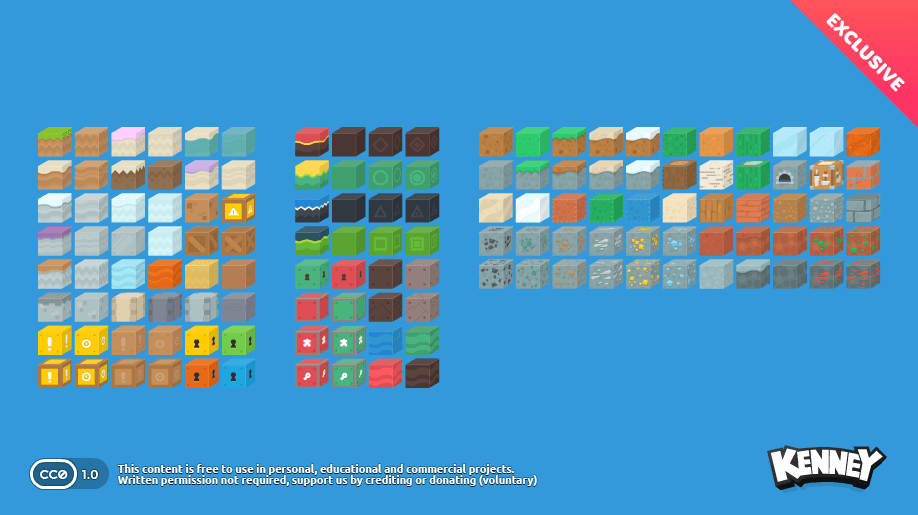 EXCLUSIVE
CC0 1.0
This content is free to use in personal, educational and commercial projects.
Written permission not required, support us by crediting or donating (voluntary)
KENNEY